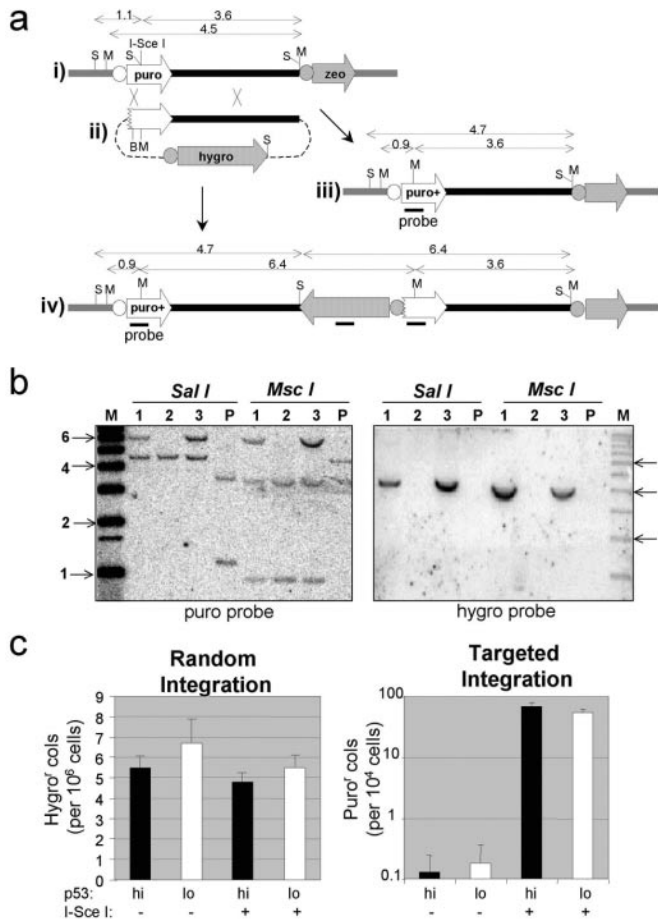 a
1.1 3.6
4.5
I-Sce I
S M S S M
i) puro zeo
ii)
BM hygro S
4.7
0.9 3.6
S M M S M
iii) puro+
probe
4.7 6.4
0.9 6.4 3.6
S M M S M S M
iv) puro+
probe
b
Sal I Msc I Sal I Msc I
M 1 2 3 P 1 2 3 P 1 2 3 P 1 2 3 P M
6
4
2
1
puro probe hygro probe
c
Random
Integration
Hygroʳ cols
(per 10⁶ cells)
9
8
7
6
5
4
3
2
1
0
p53: hi lo hi lo
I-Sce I: - - + +
Targeted
Integration
Puroʳ cols
(per 10⁴ cells)
100
10
1
0.1
hi lo hi lo
- - + +